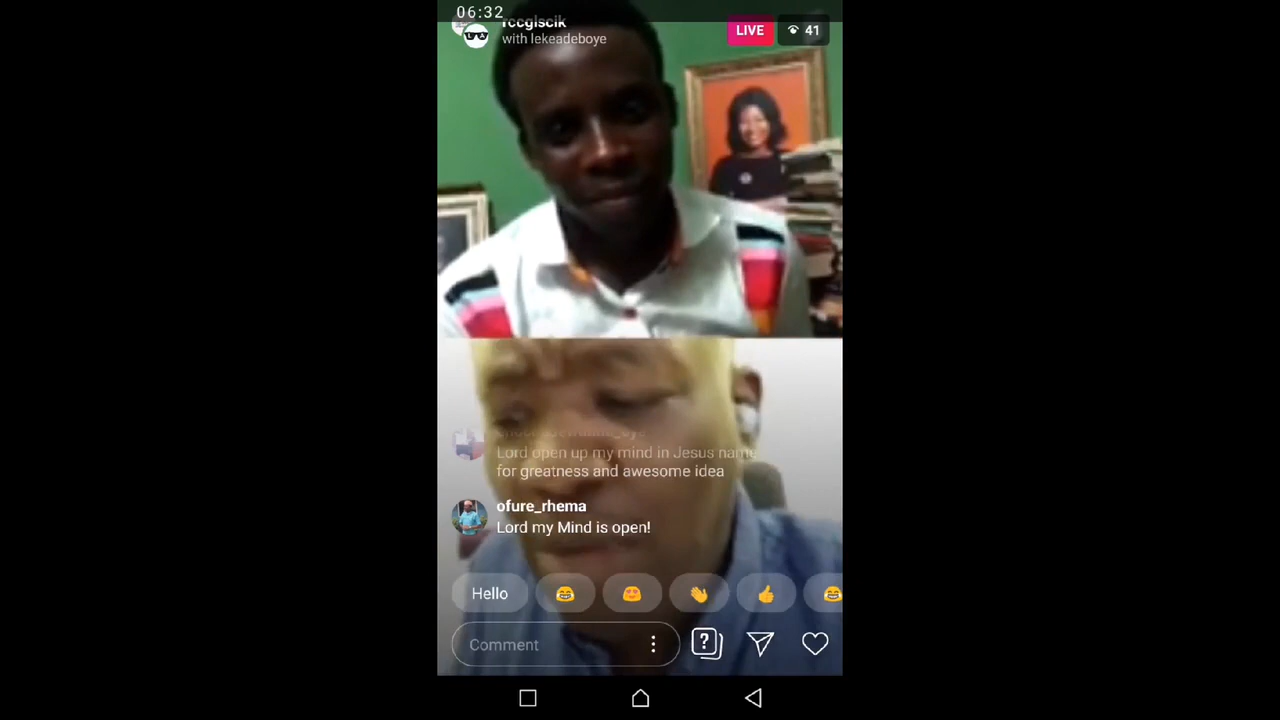 06:32
rccglscik
with lekeadeboye
LIVE
41
Lord open up my mind in Jesus name
for greatness and awesome idea
ofure_rhema
Lord my Mind is open!
Hello
Comment